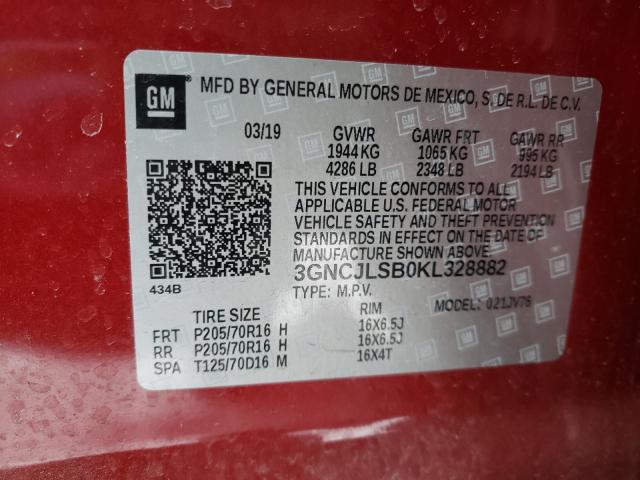 GM MFD BY GENERAL MOTORS DE MEXICO, S. DE R.L. DE C.V.
03/19 GVWR GAWR FRT GAWR RR
1944 KG 1065 KG 995 KG
4286 LB 2348 LB 2194 LB
THIS VEHICLE CONFORMS TO ALL
APPLICABLE U.S. FEDERAL MOTOR
VEHICLE SAFETY AND THEFT PREVENTION
STANDARDS IN EFFECT ON THE DATE OF
MANUFACTURE SHOWN ABOVE.
3GNCJLSB0KL328882
434B TYPE: M.P.V. MODEL: 021JV76
TIRE SIZE RIM
FRT P205/70R16 H 16X6.5J
RR P205/70R16 H 16X6.5J
SPA T125/70D16 M 16X4T